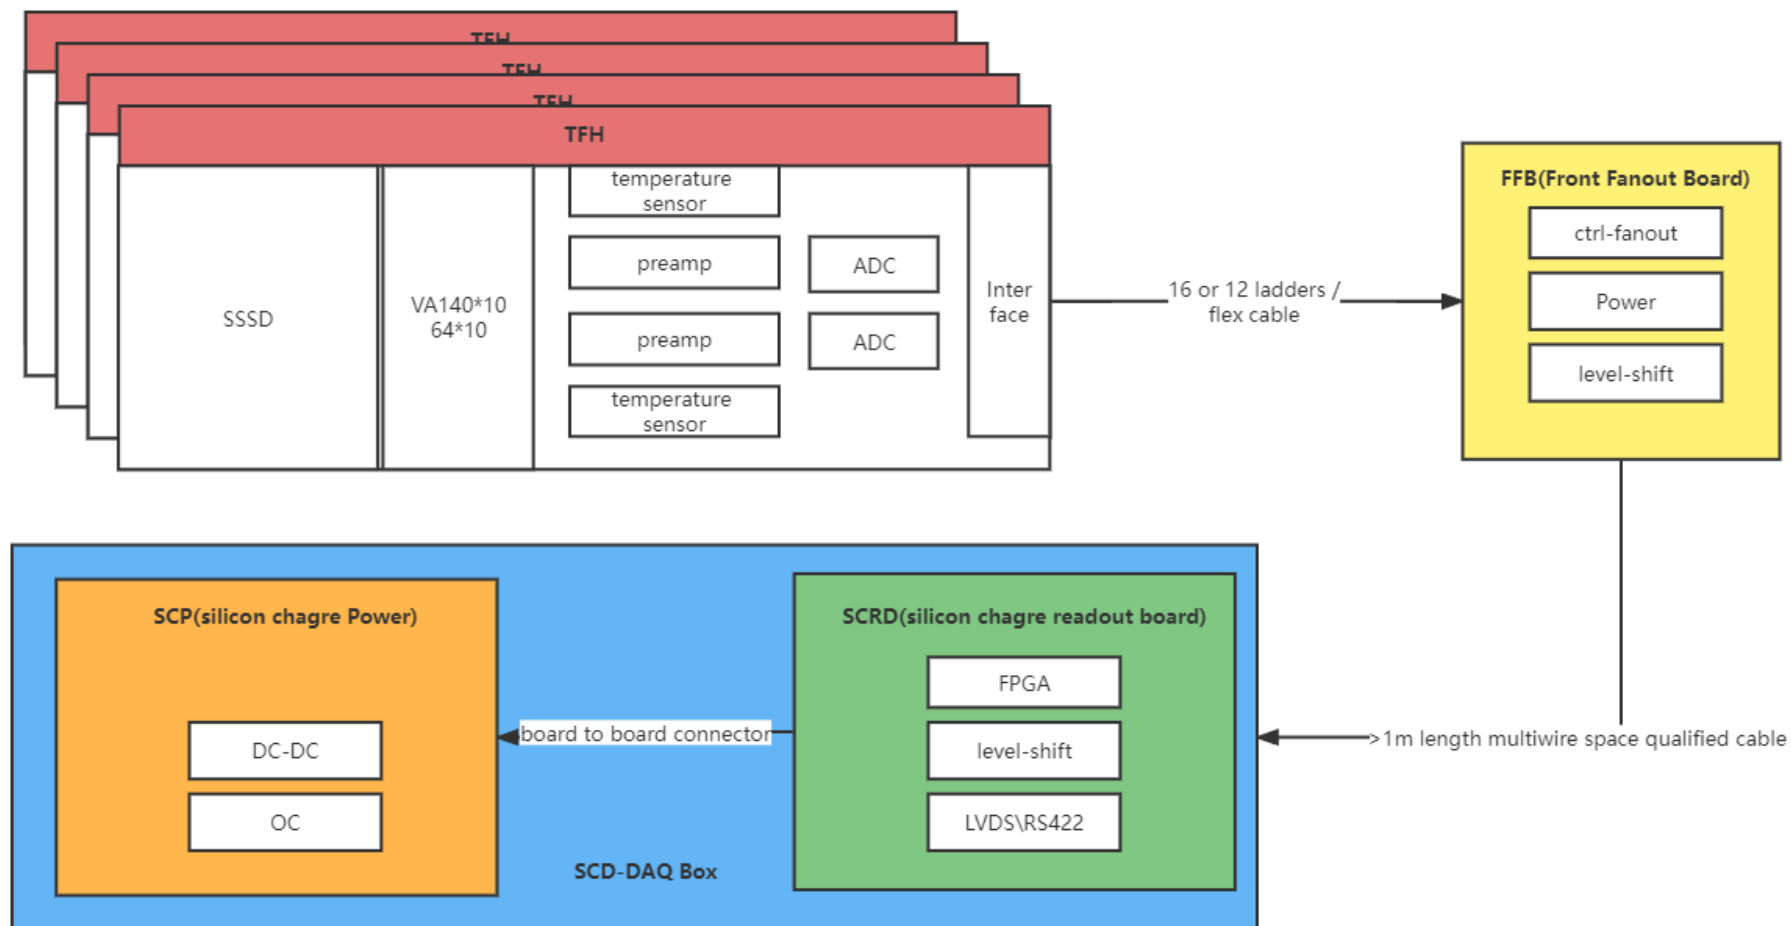 TFH
TFH
TFH
TFH
temperature
sensor
preamp
ADC
SSSD
VA140*10
64*10
Inter
face
preamp
ADC
temperature
sensor
16 or 12 ladders /
flex cable
FFB(Front Fanout Board)
ctrl-fanout
Power
level-shift
SCP(silicon chagre Power)
DC-DC
OC
board to board connector
SCD-DAQ Box
SCRD(silicon chagre readout board)
FPGA
level-shift
LVDS\RS422
>1m length multiwire space qualified cable